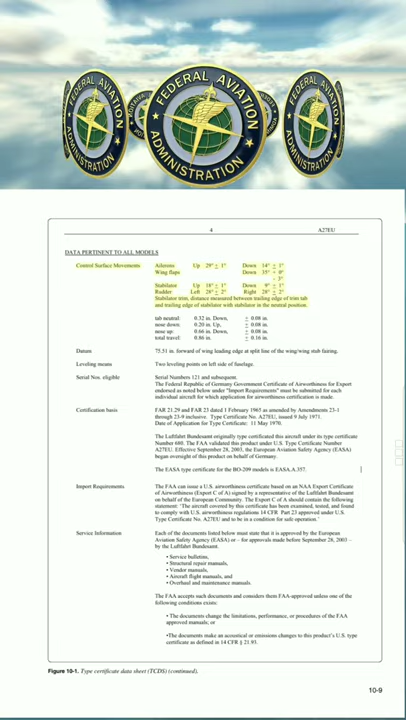 FEDERAL AVIATION
ADMINISTRATION
FEDERAL AVIATION
ADMINISTRATION
FEDERAL AVIATION
ADMINISTRATION
4 A27EU
DATA PERTINENT TO ALL MODELS
Control Surface Movements Ailerons Up 29° ± 1° Down 14° ± 1°
Wing flaps Down 35° + 0°
- 3°
Stabilator Up 18° ± 1° Down 9° ± 1°
Rudder Left 28° ± 2° Right 28° ± 2°
Stabilator trim, distance measured between trailing edge of trim tab
and trailing edge of stabilator with stabilator in the neutral position.
tab neutral: 0.32 in. Down, ± 0.08 in.
nose down: 0.20 in. Up, ± 0.08 in.
nose up: 0.66 in. Down, ± 0.08 in.
total travel: 0.86 in. ± 0.16 in.
Datum 75.51 in. forward of wing leading edge at split line of the wing/wing stub fairing.
Leveling means Two leveling points on left side of fuselage.
Serial Nos. eligible Serial Numbers 121 and subsequent.
The Federal Republic of Germany Government Certificate of Airworthiness for Export
endorsed as noted below under "Import Requirements" must be submitted for each
individual aircraft for which application for airworthiness certification is made.
Certification basis FAR 21.29 and FAR 23 dated 1 February 1965 as amended by Amendments 23-1
through 23-9 inclusive. Type Certificate No. A27EU, issued 9 July 1971.
Date of Application for Type Certificate: 11 May 1970.
The Luftfahrt Bundesamt originally type certificated this aircraft under its type certificate
Number 680. The FAA validated this product under U.S. Type Certificate Number
A27EU. Effective September 28, 2003, the European Aviation Safety Agency (EASA)
began oversight of this product on behalf of Germany.
The EASA type certificate for the BO-209 models is EASA.A.357.
Import Requirements The FAA can issue a U.S. airworthiness certificate based on an NAA Export Certificate
of Airworthiness (Export C of A) signed by a representative of the Luftfahrt Bundesamt
on behalf of the European Community. The Export C of A should contain the following
statement: 'The aircraft covered by this certificate has been examined, tested, and found
to comply with U.S. airworthiness regulations 14 CFR Part 23 approved under U.S.
Type Certificate No. A27EU and to be in a condition for safe operation.'
Service Information Each of the documents listed below must state that it is approved by the European
Aviation Safety Agency (EASA) or – for approvals made before September 28, 2003 –
by the Luftfahrt Bundesamt.
• Service bulletins,
• Structural repair manuals,
• Vendor manuals,
• Aircraft flight manuals, and
• Overhaul and maintenance manuals.
The FAA accepts such documents and considers them FAA-approved unless one of the
following conditions exists:
• The documents change the limitations, performance, or procedures of the FAA
approved manuals; or
•The documents make an acoustical or emissions changes to this product's U.S. type
certificate as defined in 14 CFR § 21.93.
Figure 10-1. Type certificate data sheet (TCDS) (continued).
10-9